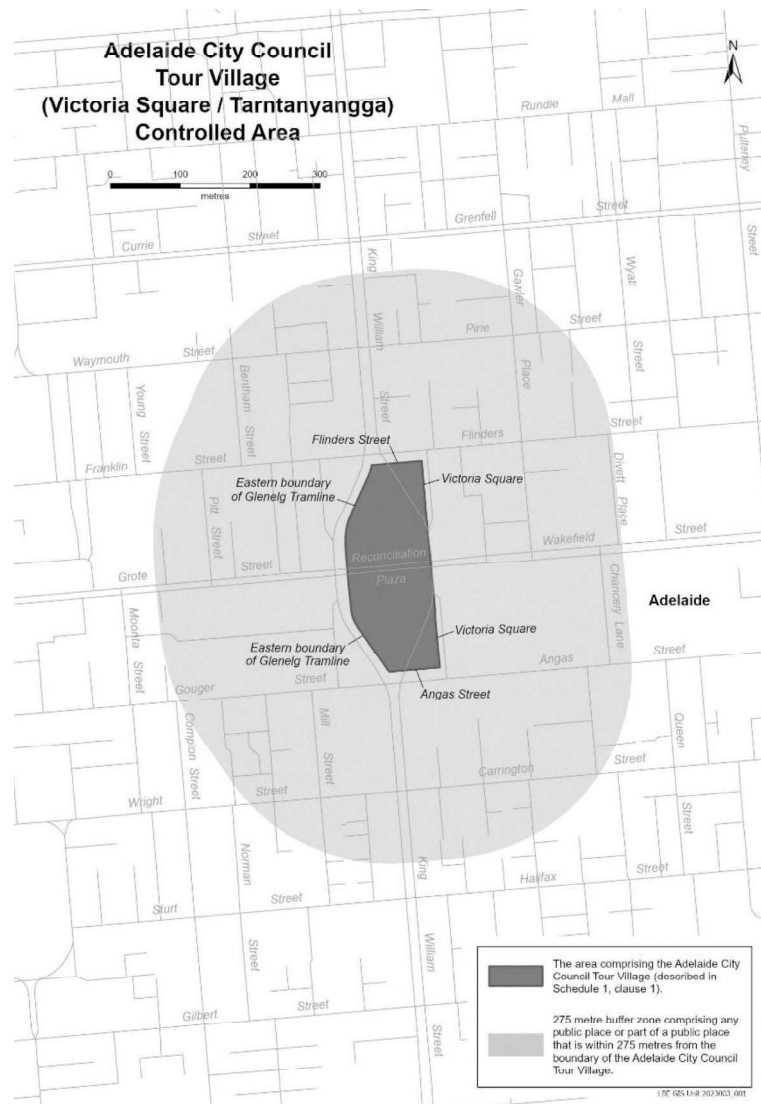 Adelaide City Council
Tour Village
(Victoria Square / Tarntanyangga)
Controlled Area
N
0 100 200 300
metres
Rundle Mall
Pulteney Street
Grenfell Street
Currie Street
King William Street
Gawler Place
Wyatt Street
Pirie Street
Waymouth Street
Young Street
Bentham Street
Flinders Street
Flinders Street
Franklin Street
Eastern boundary
of Glenelg Tramline
Victoria Square
Divett Place
Pitt Street
Reconciliation
Plaza
Wakefield Street
Grote Street
Chancery Lane
Adelaide
Moonta Street
Eastern boundary
of Glenelg Tramline
Victoria Square
Angas Street
Gouger Street
Angas Street
Compton Street
Mill Street
Carrington Street
Queen Street
Wright Street
Norman Street
King William Street
Halifax Street
Sturt Street
Gilbert Street
The area comprising the Adelaide City
Council Tour Village (described in
Schedule 1, clause 1).
275 metre buffer zone comprising any
public place or part of a public place
that is within 275 metres from the
boundary of the Adelaide City Council
Tour Village.
GIS Unit 2023003_001